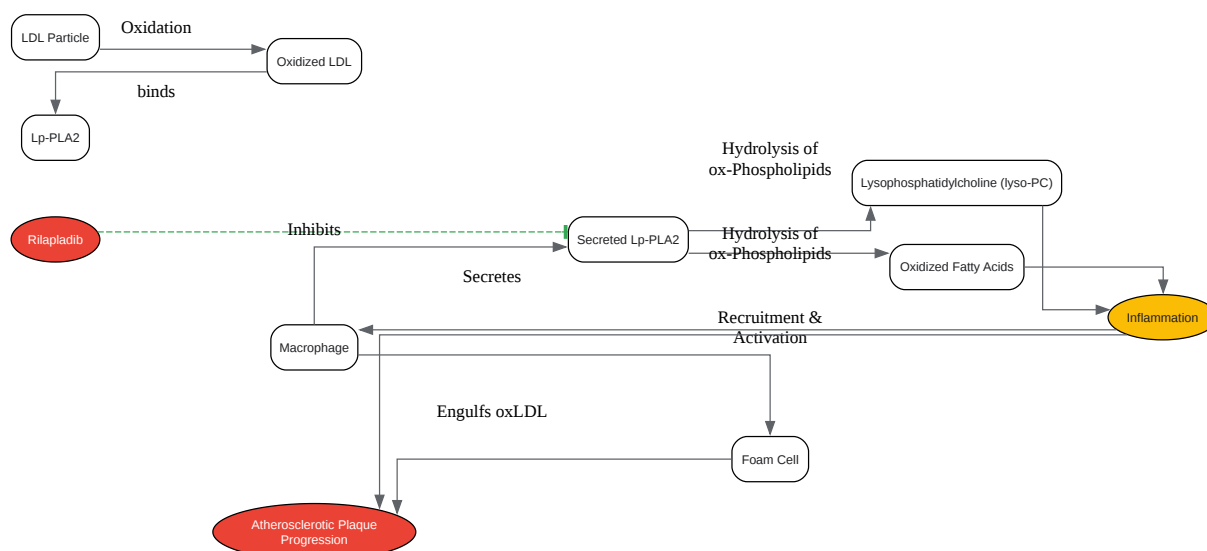 LDL Particle
Oxidation
Oxidized LDL
binds
Lp-PLA2
Hydrolysis of
ox-Phospholipids
Lysophosphatidylcholine (lyso-PC)
Rilapladib
Inhibits
Secreted Lp-PLA2
Hydrolysis of
ox-Phospholipids
Oxidized Fatty Acids
Secretes
Recruitment &
Activation
Inflammation
Macrophage
Engulfs oxLDL
Foam Cell
Atherosclerotic Plaque
Progression